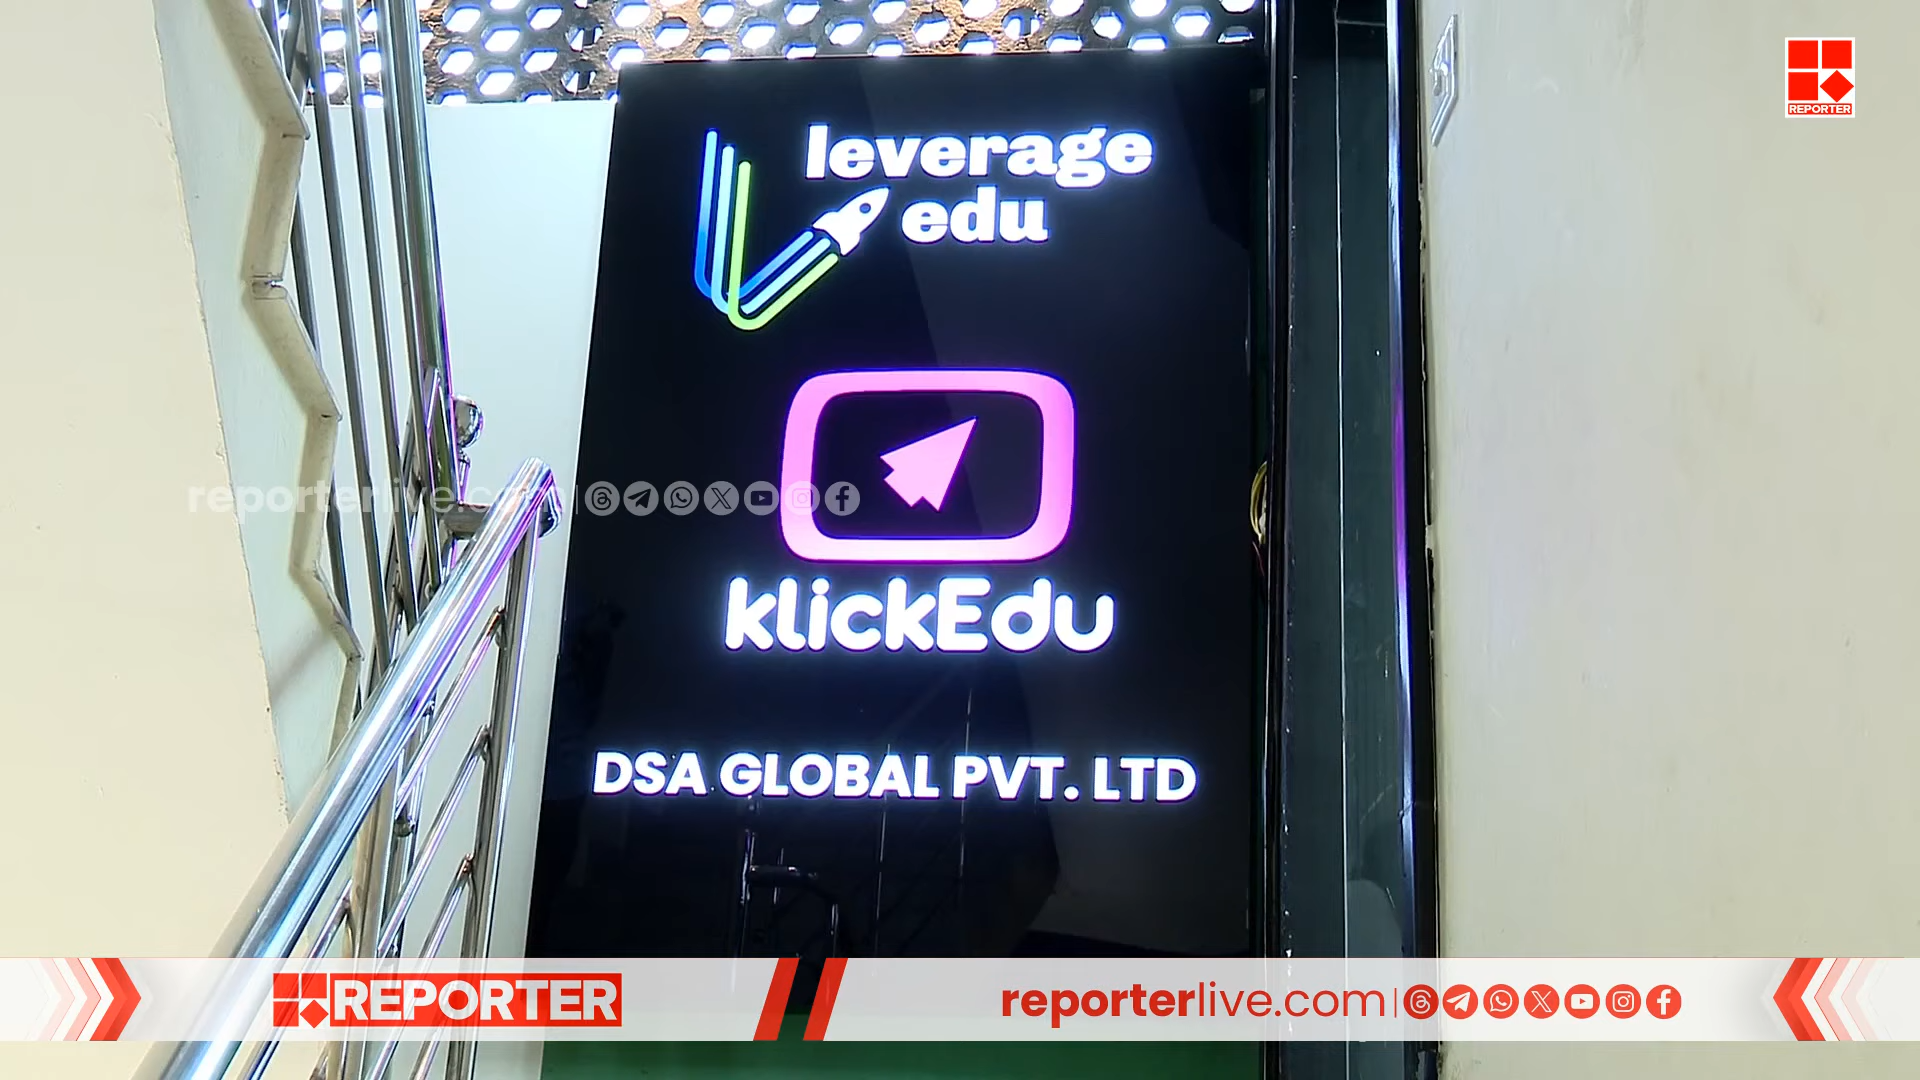 REPORTER
leverage
edu
reporterlive.com
klickEdu
DSA GLOBAL PVT. LTD
REPORTER
reporterlive.com